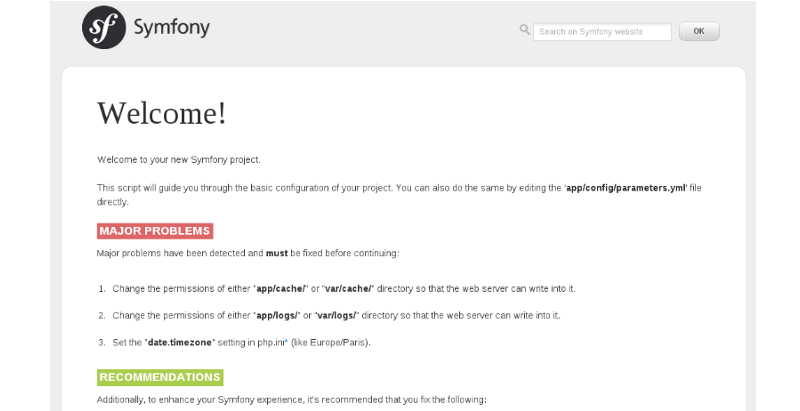 sf Symfony
Search on Symfony website OK
Welcome!
Welcome to your new Symfony project.
This script will guide you through the basic configuration of your project. You can also do the same by editing the 'app/config/parameters.yml' file
directly.
MAJOR PROBLEMS
Major problems have been detected and must be fixed before continuing:
1. Change the permissions of either "app/cache/" or "var/cache/" directory so that the web server can write into it.
2. Change the permissions of either "app/logs/" or "var/logs/" directory so that the web server can write into it.
3. Set the "date.timezone" setting in php.ini* (like Europe/Paris).
RECOMMENDATIONS
Additionally, to enhance your Symfony experience, it's recommended that you fix the following: